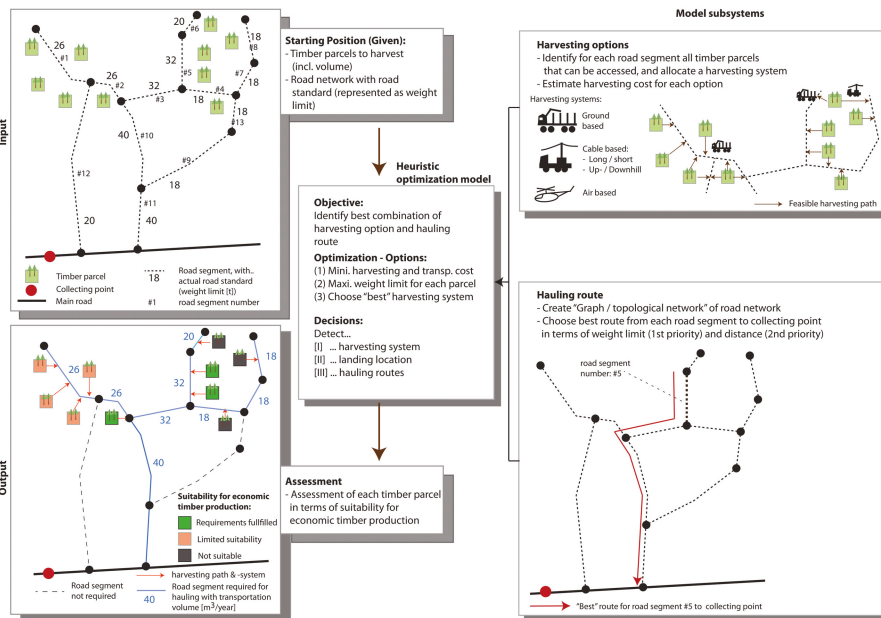 Model subsystems
Input
20
#6
26
#1
18
#8
32
#5
#7
26
#2
32
#3
#4
18
18
#13
40
#10
#9
18
#12
#11
20
40
Timber parcel
Collecting point
Main road
18
Road segment, with..
actual road standard
(weight limit [t])
#1
road segment number
Starting Position (Given):
- Timber parcels to
harvest
(incl. volume)
- Road network with road
standard (represented as weight
limit)
Heuristic
optimization model
Objective:
Identify best combination of
harvesting option and hauling
route
Optimization - Options:
(1) Mini. harvesting and transp. cost
(2) Maxi. weight limit for each parcel
(3) Choose "best" harvesting system
Decisions:
Detect...
[I] ... harvesting system
[II] ... landing location
[III] ... hauling routes
Assessment
- Assessment of each timber parcel
in terms of suitability for
economic timber production
Output
20
18
26
32
26
32
18
18
40
Suitability for economic
timber production:
Requirements fullfilled
Limited suitability
Not suitable
Road segment
not required
harvesting path & -system
40
Road segment required for
hauling with transportation
volume [m³/year]
Harvesting options
- Identify for each road segment all timber parcels
that can be accessed, and allocate a harvesting system
- Estimate harvesting cost for each option
Harvesting systems:
Ground
based
Cable based:
- Long / short
- Up- / Downhill
Air based
Feasible harvesting path
Hauling route
- Create "Graph / topological network" of road network
- Choose best route from each road segment to collecting point
in terms of weight limit (1st priority) and distance (2nd priority)
road segment
number: #5
"Best" route for road segment #5 to collecting point